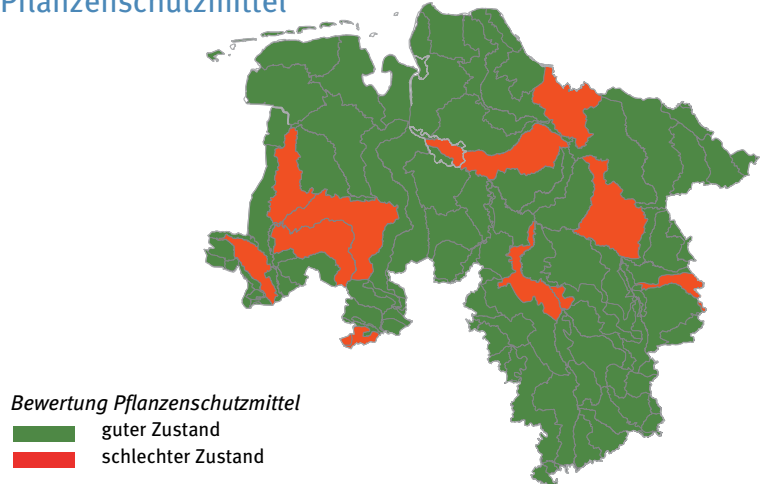 Pflanzenschutzmittel
Bewertung Pflanzenschutzmittel
guter Zustand
schlechter Zustand